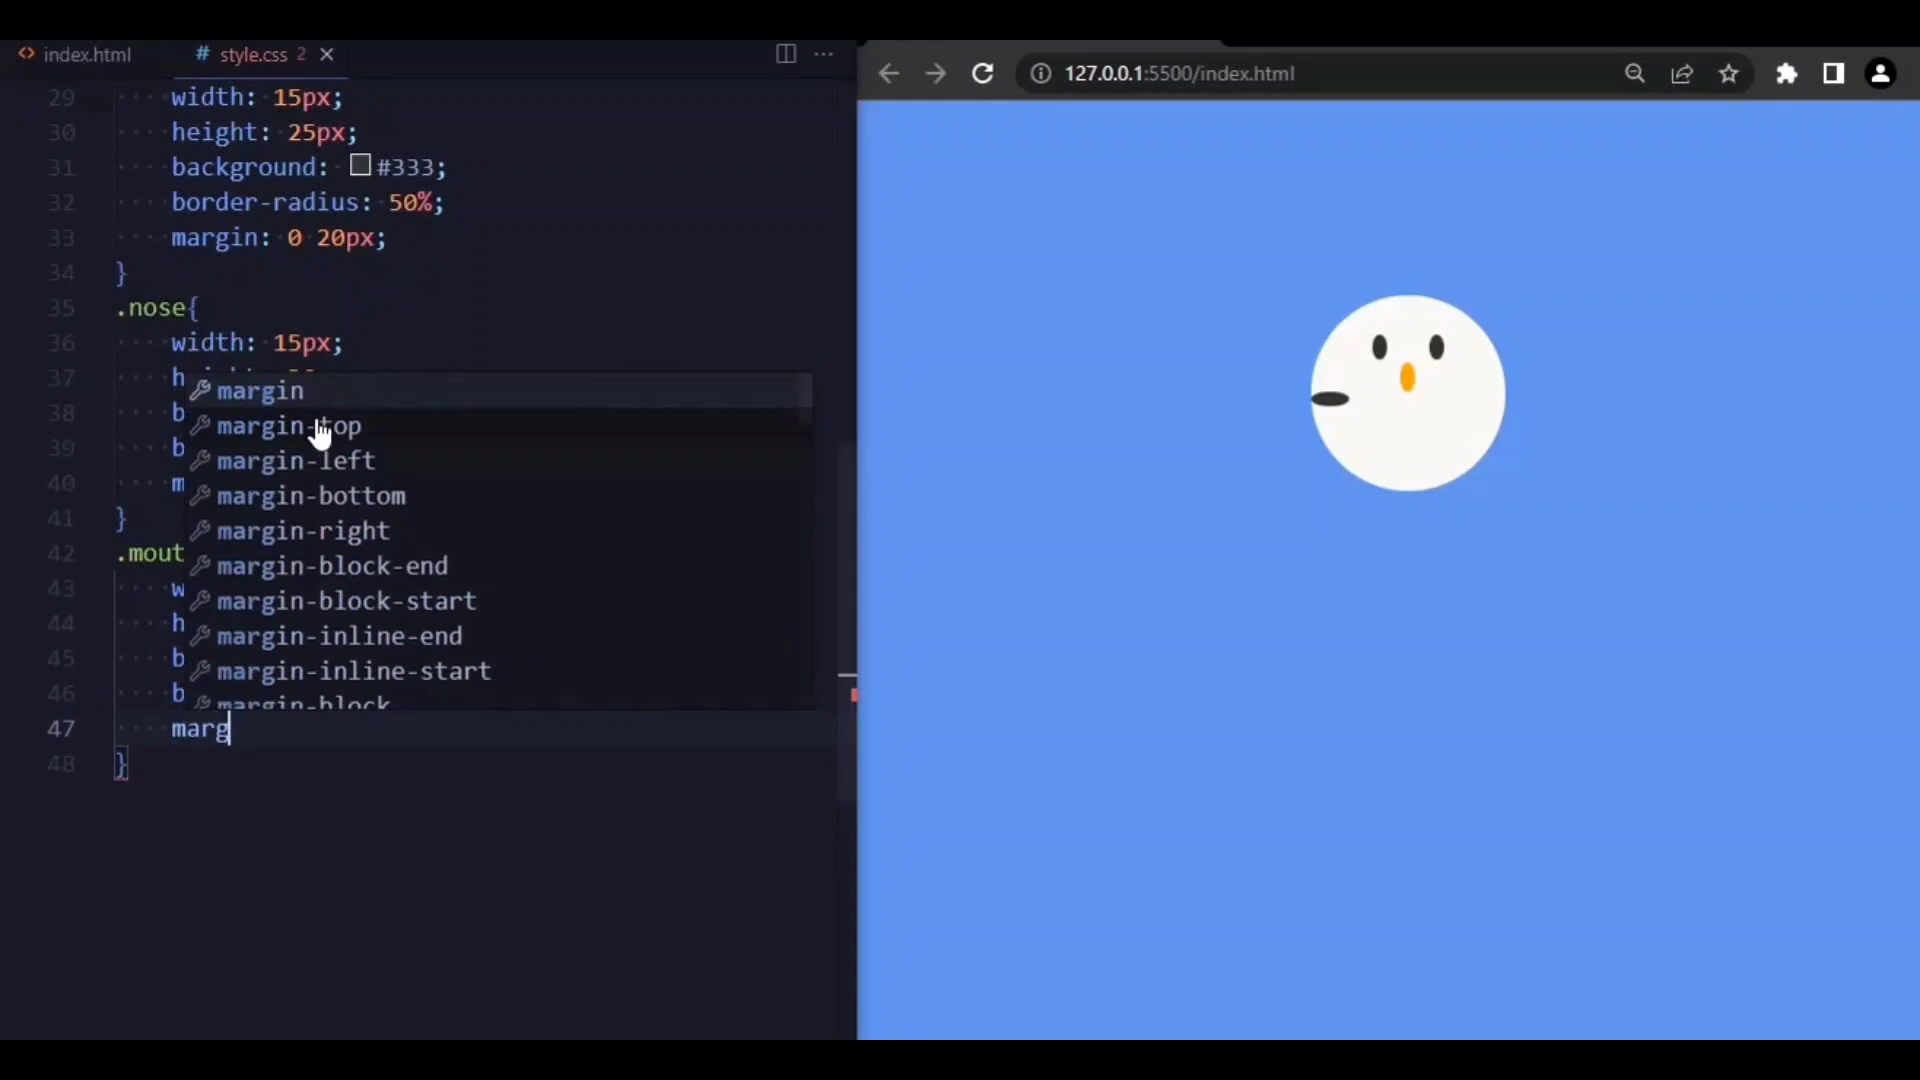 index.html
# style.css 2
127.0.0.1:5500/index.html
29 width: 15px;
30 height: 25px;
31 background: #333;
32 border-radius: 50%;
33 margin: 0 20px;
34 }
35 .nose{
36 width: 15px;
37 h
margin
38 b
margin-top
39 b
margin-left
40 m
margin-bottom
41 }
margin-right
42 .mout
margin-block-end
43 w
margin-block-start
44 h
margin-inline-end
45 b
margin-inline-start
46 b
margin-block
47 marg
48 }